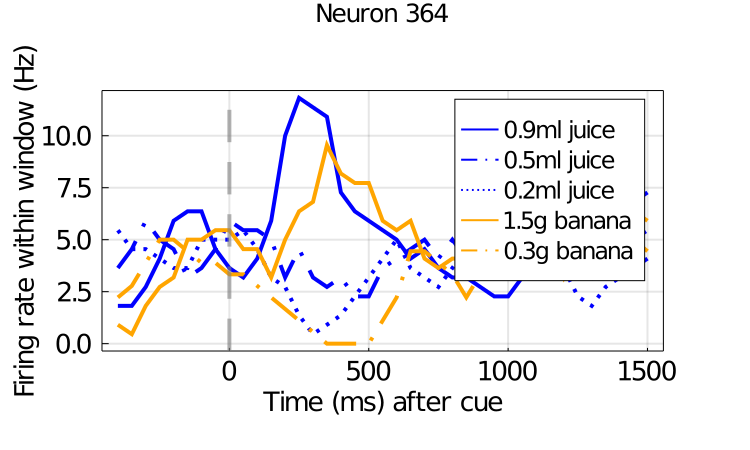 Neuron 364
Firing rate within window (Hz)
10.0
7.5
5.0
2.5
0.0
0.9ml juice
0.5ml juice
0.2ml juice
1.5g banana
0.3g banana
0 500 1000 1500
Time (ms) after cue